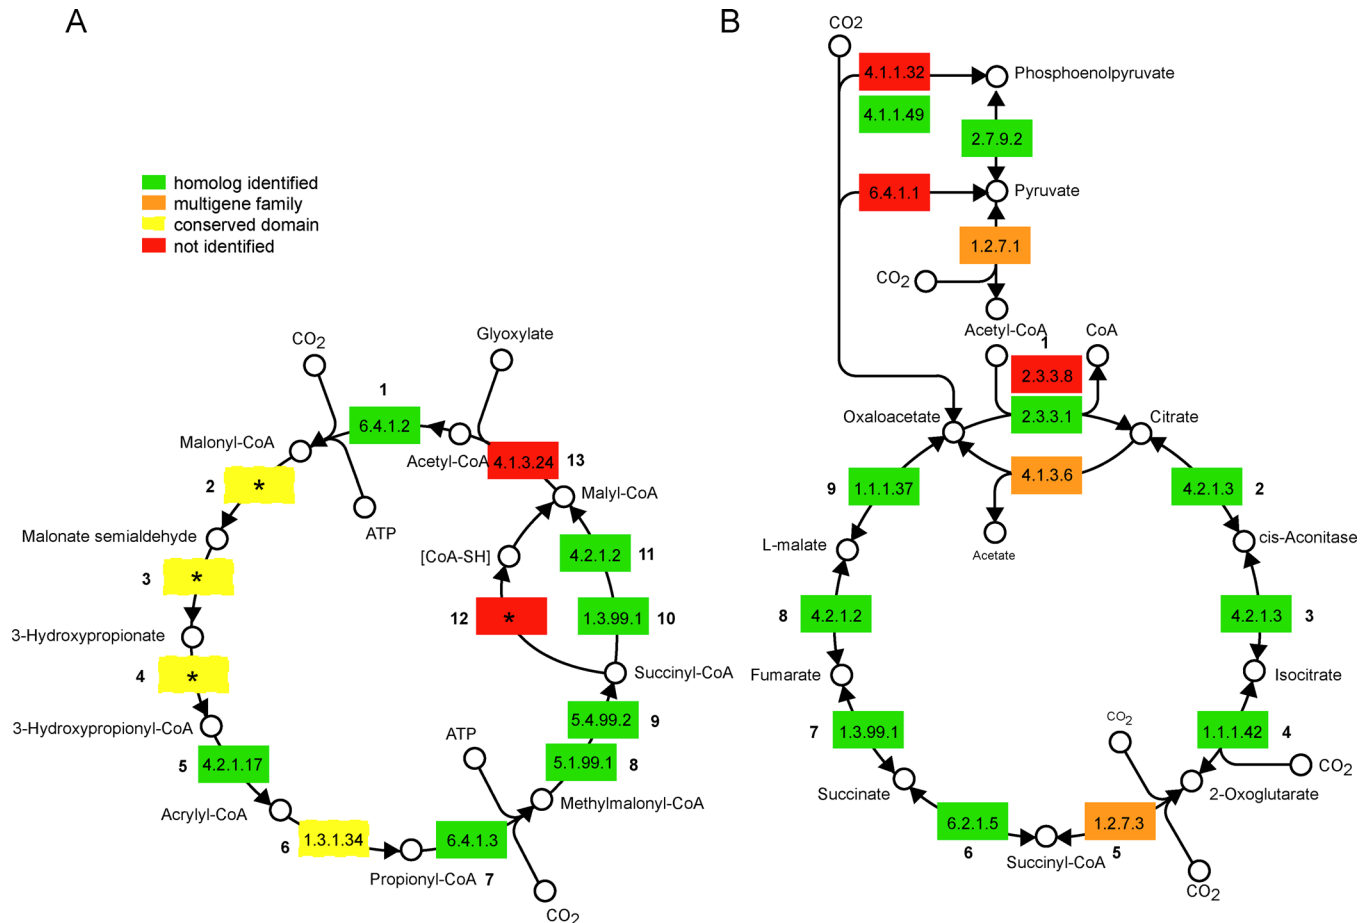 A
homolog identified
multigene family
conserved domain
not identified
CO2
Glyoxylate
1
6.4.1.2
Malonyl-CoA
Acetyl-CoA
4.1.3.24
13
2
*
ATP
Malyl-CoA
Malonate semialdehyde
[CoA-SH]
4.2.1.2
11
3
*
12
*
1.3.99.1
10
3-Hydroxypropionate
4
*
Succinyl-CoA
3-Hydroxypropionyl-CoA
5.4.99.2
9
5
4.2.1.17
ATP
5.1.99.1
8
Acrylyl-CoA
Methylmalonyl-CoA
6
1.3.1.34
6.4.1.3
Propionyl-CoA
7
CO2
B
CO2
4.1.1.32
Phosphoenolpyruvate
4.1.1.49
2.7.9.2
6.4.1.1
Pyruvate
1.2.7.1
CO2
Acetyl-CoA
CoA
1
2.3.3.8
Oxaloacetate
2.3.3.1
Citrate
4.1.3.6
9
1.1.1.37
4.2.1.3
2
L-malate
Acetate
cis-Aconitase
8
4.2.1.2
4.2.1.3
3
Fumarate
Isocitrate
7
1.3.99.1
CO2
1.1.1.42
4
CO2
Succinate
2-Oxoglutarate
6.2.1.5
6
1.2.7.3
5
Succinyl-CoA
CO2